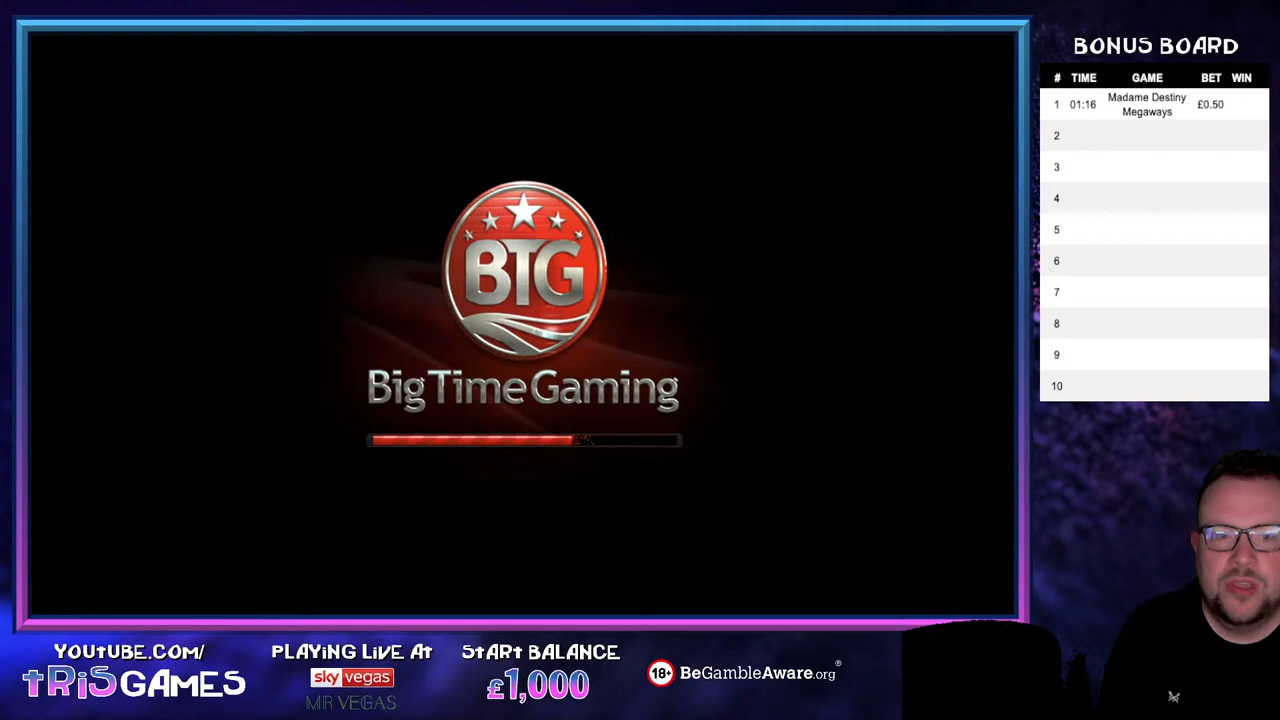 BONUS BOARD
# TIME GAME BET WIN
1 01:16 Madame Destiny Megaways £0.50
2
3
4
5
6
7
8
9
10
BTG
Big Time Gaming
YOUTUBE.COM/
TRISGAMES
PLAYING LIVE AT
sky vegas
MR VEGAS
START BALANCE
£1,000
18+ BeGambleAware.org®